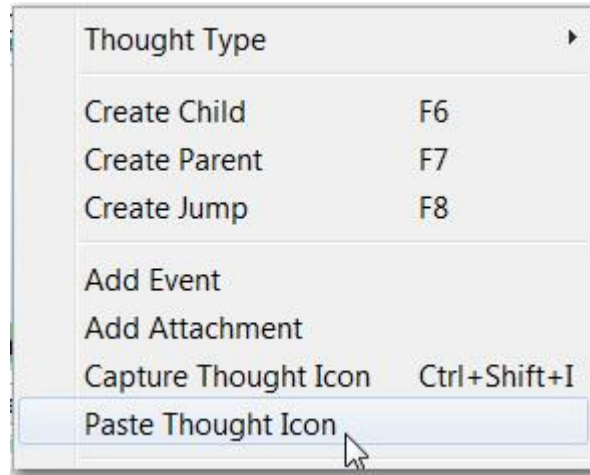 Thought Type
Create Child F6
Create Parent F7
Create Jump F8
Add Event
Add Attachment
Capture Thought Icon Ctrl+Shift+I
Paste Thought Icon